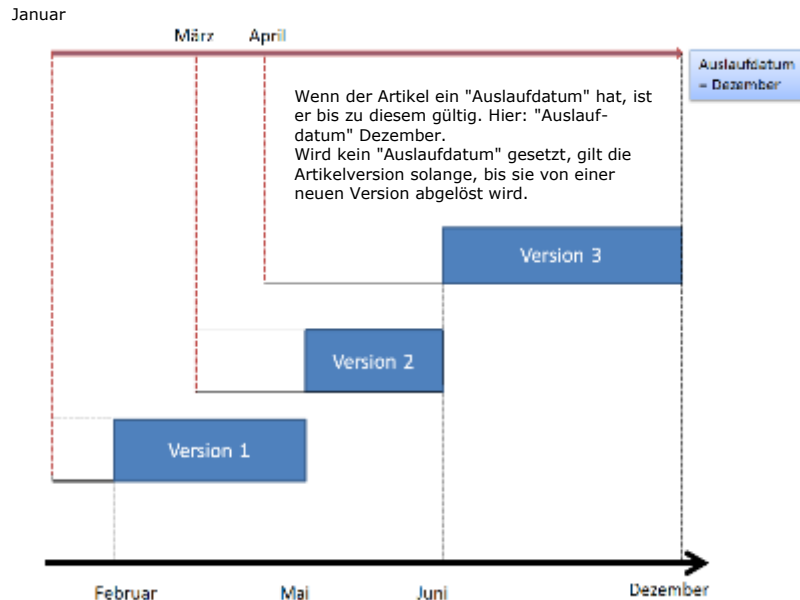 Januar
März April
Auslaufdatum
= Dezember
Wenn der Artikel ein "Auslaufdatum" hat, ist
er bis zu diesem gültig. Hier: "Auslauf-
datum" Dezember.
Wird kein "Auslaufdatum" gesetzt, gilt die
Artikelversion solange, bis sie von einer
neuen Version abgelöst wird.
Version 3
Version 2
Version 1
Februar Mai Juni Dezember